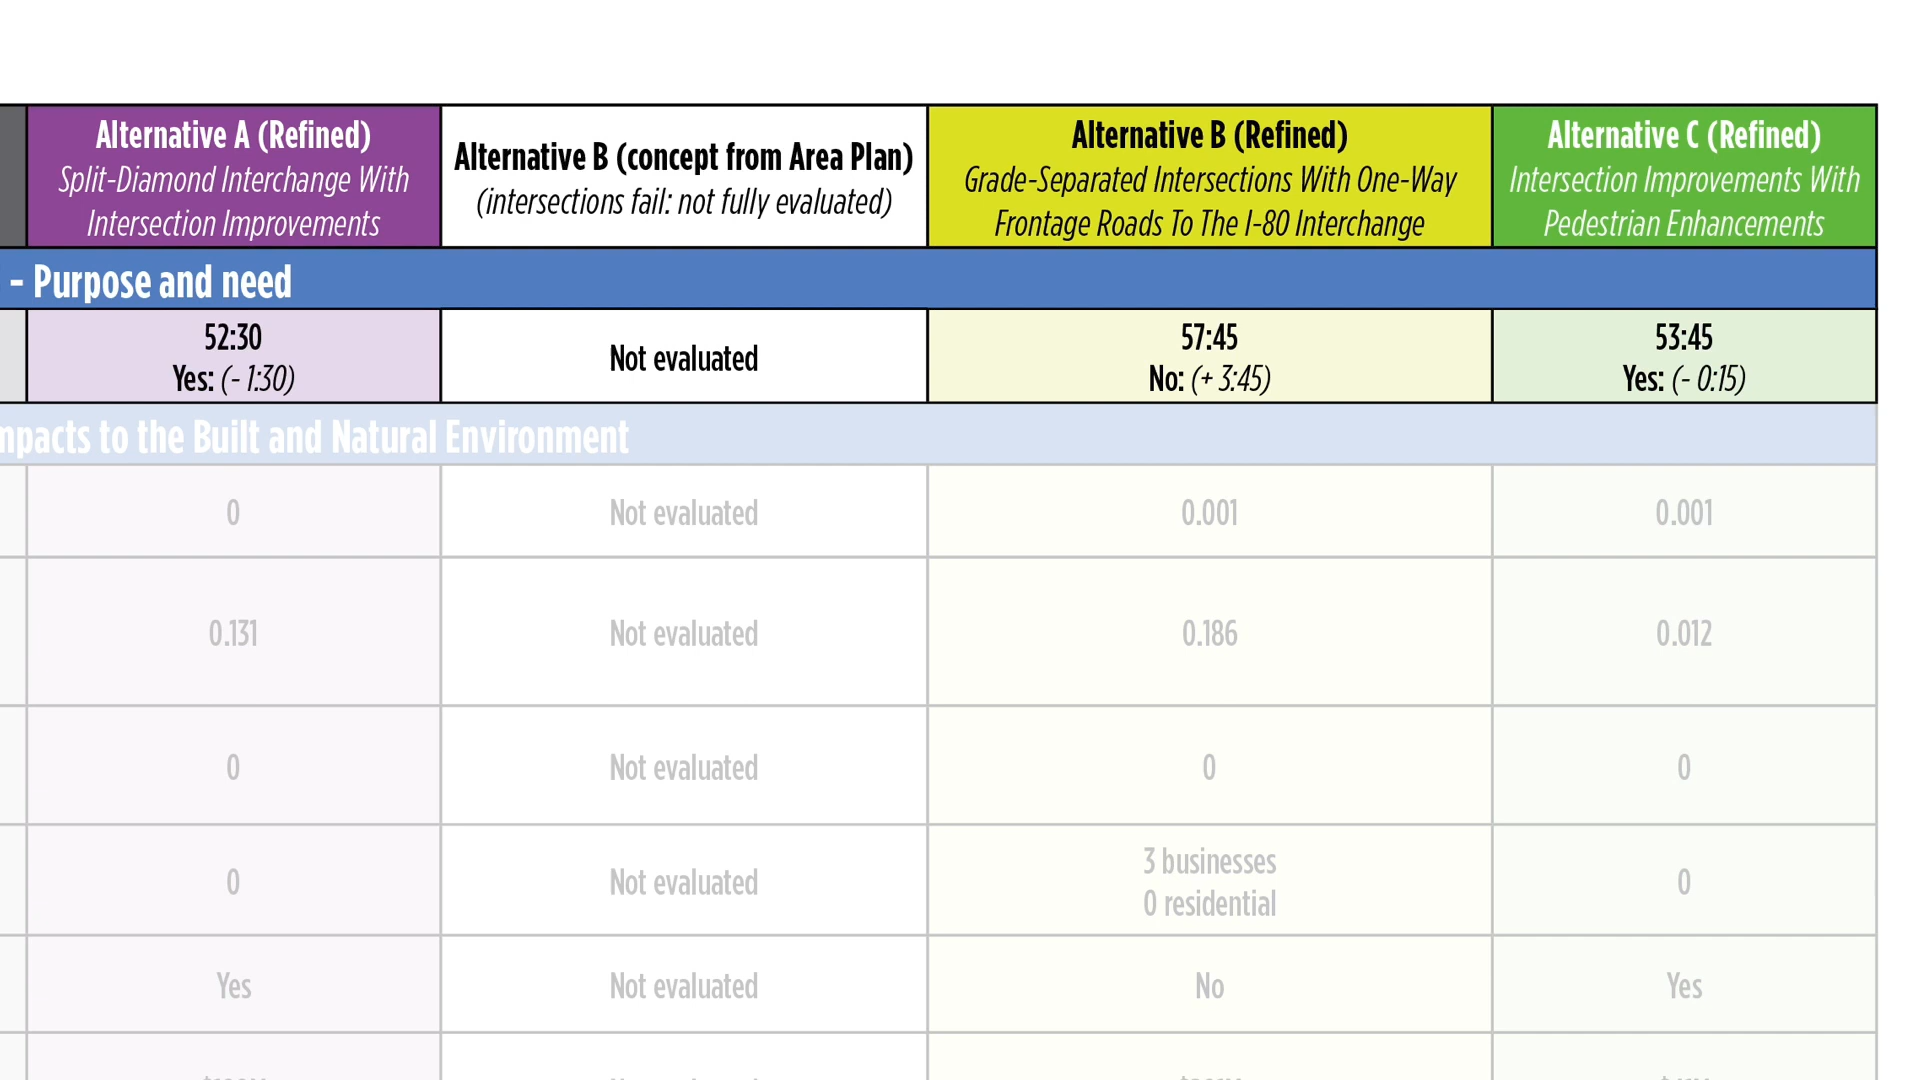 Alternative A (Refined)
Split-Diamond Interchange With
Intersection Improvements
Alternative B (concept from Area Plan)
(intersections fail: not fully evaluated)
Alternative B (Refined)
Grade-Separated Intersections With One-Way
Frontage Roads To The I-80 Interchange
Alternative C (Refined)
Intersection Improvements With
Pedestrian Enhancements
- Purpose and need
52:30
Yes: (- 1:30)
Not evaluated
57:45
No: (+ 3:45)
53:45
Yes: (- 0:15)
mpacts to the Built and Natural Environment
0
Not evaluated
0.001
0.001
0.131
Not evaluated
0.186
0.012
0
Not evaluated
0
0
0
Not evaluated
3 businesses
0 residential
0
Yes
Not evaluated
No
Yes